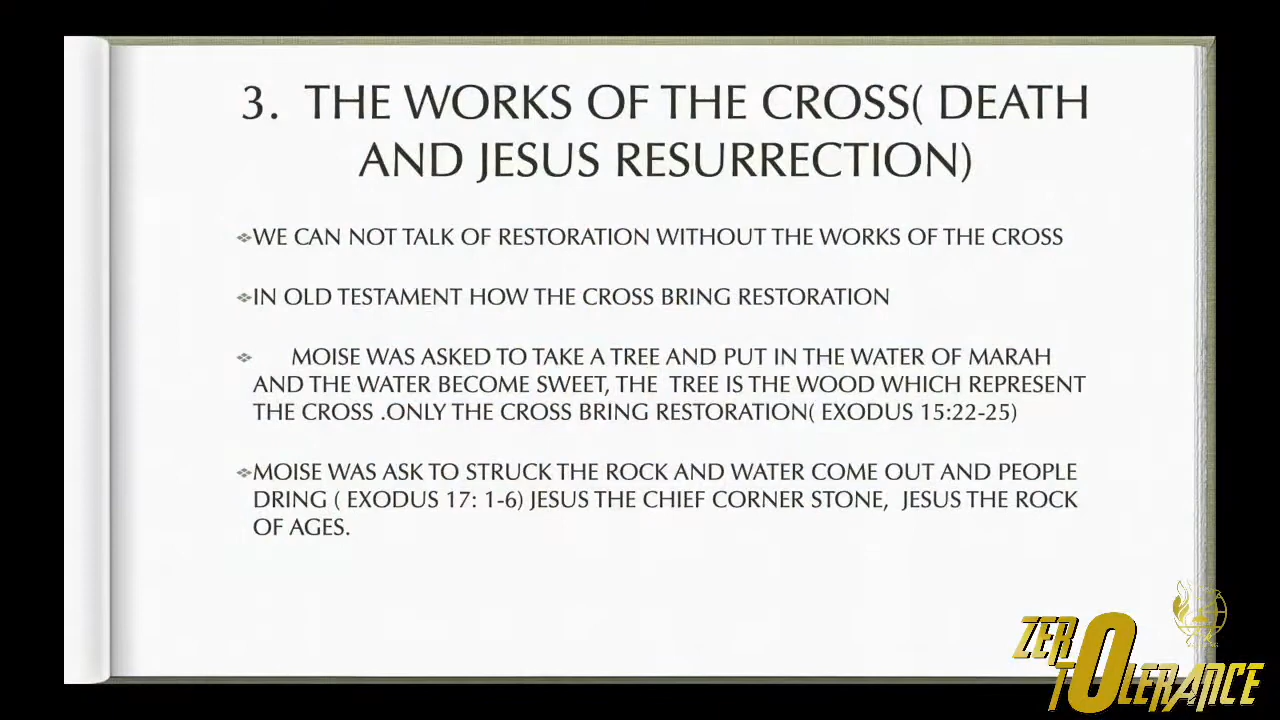 3. THE WORKS OF THE CROSS( DEATH
AND JESUS RESURRECTION)
WE CAN NOT TALK OF RESTORATION WITHOUT THE WORKS OF THE CROSS
IN OLD TESTAMENT HOW THE CROSS BRING RESTORATION
MOISE WAS ASKED TO TAKE A TREE AND PUT IN THE WATER OF MARAH
AND THE WATER BECOME SWEET, THE TREE IS THE WOOD WHICH REPRESENT
THE CROSS .ONLY THE CROSS BRING RESTORATION( EXODUS 15:22-25)
MOISE WAS ASK TO STRUCK THE ROCK AND WATER COME OUT AND PEOPLE
DRING ( EXODUS 17: 1-6) JESUS THE CHIEF CORNER STONE, JESUS THE ROCK
OF AGES.
ZERO
TOLERANCE